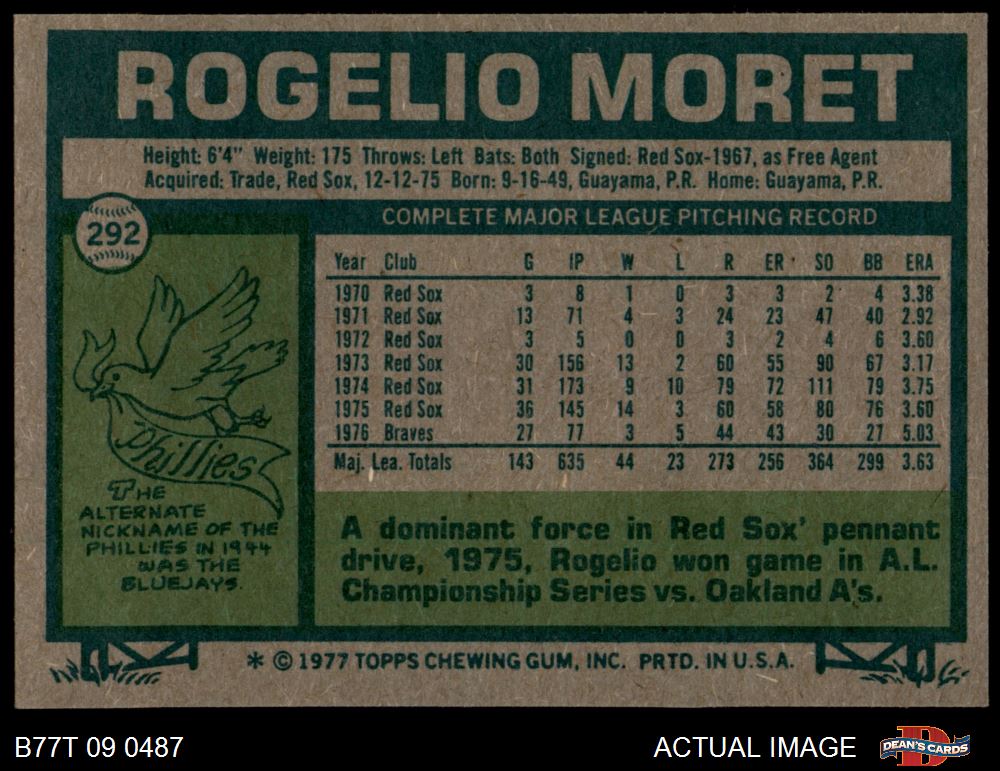 ROGELIO MORET
Height: 6'4" Weight: 175 Throws: Left Bats: Both Signed: Red Sox-1967, as Free Agent
Acquired: Trade, Red Sox, 12-12-75 Born: 9-16-49, Guayama, P.R. Home: Guayama, P.R.
292
COMPLETE MAJOR LEAGUE PITCHING RECORD
Year Club G IP W L R ER SO BB ERA
1970 Red Sox 3 8 1 0 3 3 2 4 3.38
1971 Red Sox 13 71 4 3 24 23 47 40 2.92
1972 Red Sox 3 5 0 0 3 2 4 6 3.60
1973 Red Sox 30 156 13 2 60 55 90 67 3.17
1974 Red Sox 31 173 9 10 79 72 111 79 3.75
1975 Red Sox 36 145 14 3 60 58 80 76 3.60
1976 Braves 27 77 3 5 44 43 30 27 5.03
Maj. Lea. Totals 143 635 44 23 273 256 364 299 3.63
Phillies
THE
ALTERNATE
NICKNAME OF THE
PHILLIES IN 1944
WAS THE
BLUEJAYS.
A dominant force in Red Sox' pennant
drive, 1975, Rogelio won game in A.L.
Championship Series vs. Oakland A's.
* © 1977 TOPPS CHEWING GUM, INC. PRTD. IN U.S.A.
B77T 09 0487
ACTUAL IMAGE
DEAN'S CARDS